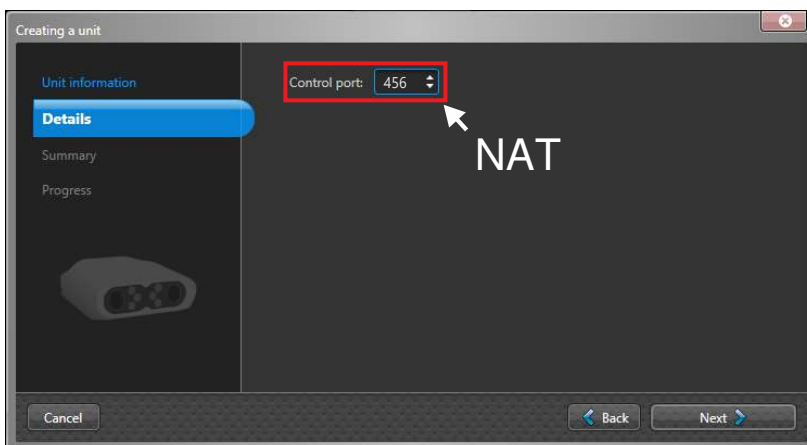 Creating a unit
Unit information
Details
Summary
Progress
Control port: 456
NAT
Cancel
Back
Next